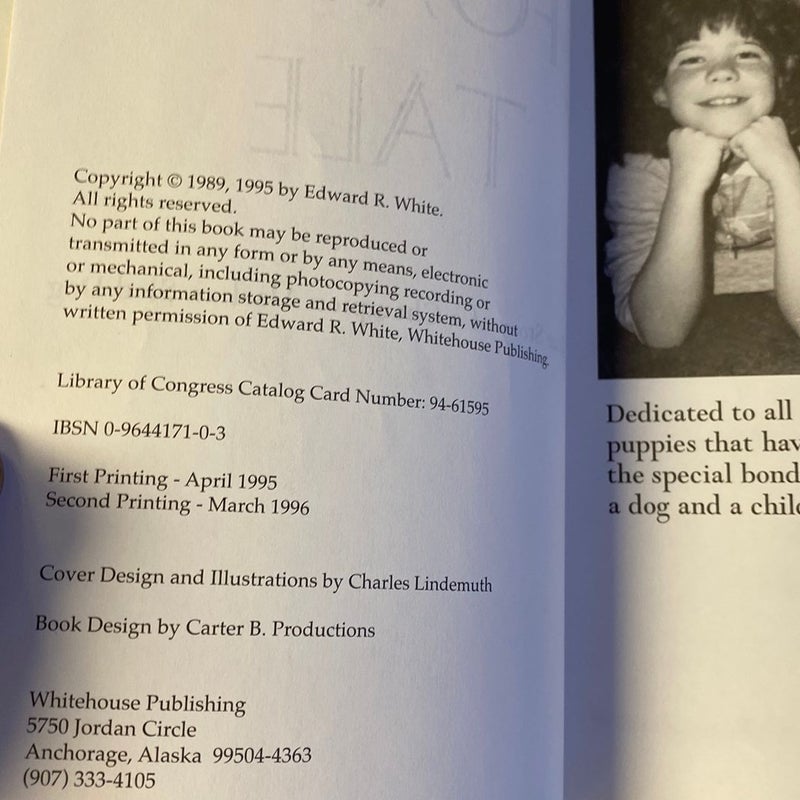 Copyright © 1989, 1995 by Edward R. White.
All rights reserved.
No part of this book may be reproduced or
transmitted in any form or by any means, electronic
or mechanical, including photocopying recording or
by any information storage and retrieval system, without
written permission of Edward R. White, Whitehouse Publishing.
Library of Congress Catalog Card Number: 94-61595
IBSN 0-9644171-0-3
First Printing - April 1995
Second Printing - March 1996
Cover Design and Illustrations by Charles Lindemuth
Book Design by Carter B. Productions
Whitehouse Publishing
5750 Jordan Circle
Anchorage, Alaska 99504-4363
(907) 333-4105
Dedicated to all
puppies that hav
the special bond
a dog and a chil